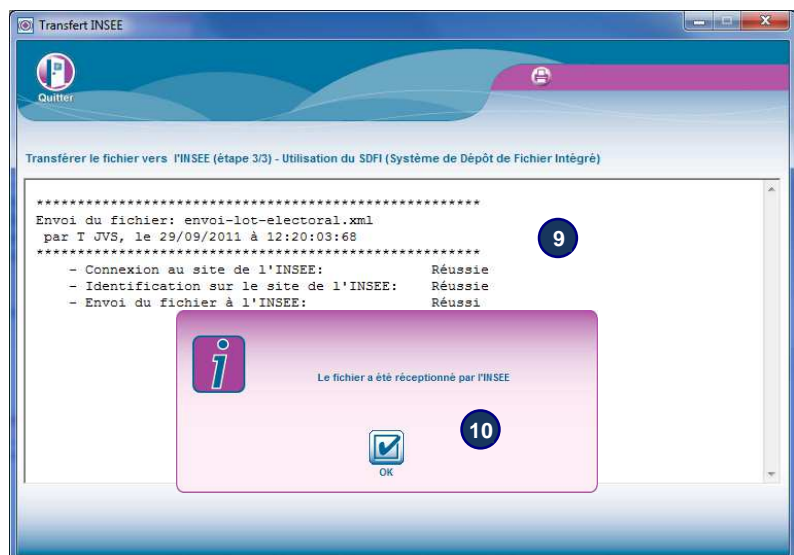 Transfert INSEE
Quitter
Transférer le fichier vers l'INSEE (étape 3/3) - Utilisation du SDFI (Système de Dépôt de Fichier Intégré)
******************************************************
Envoi du fichier: envoi-lot-electoral.xml
par T JVS, le 29/09/2011 à 12:20:03:68
******************************************************
- Connexion au site de l'INSEE: Réussie
- Identification sur le site de l'INSEE: Réussie
- Envoi du fichier à l'INSEE: Réussi
9
Le fichier a été réceptionné par l'INSEE
10
OK